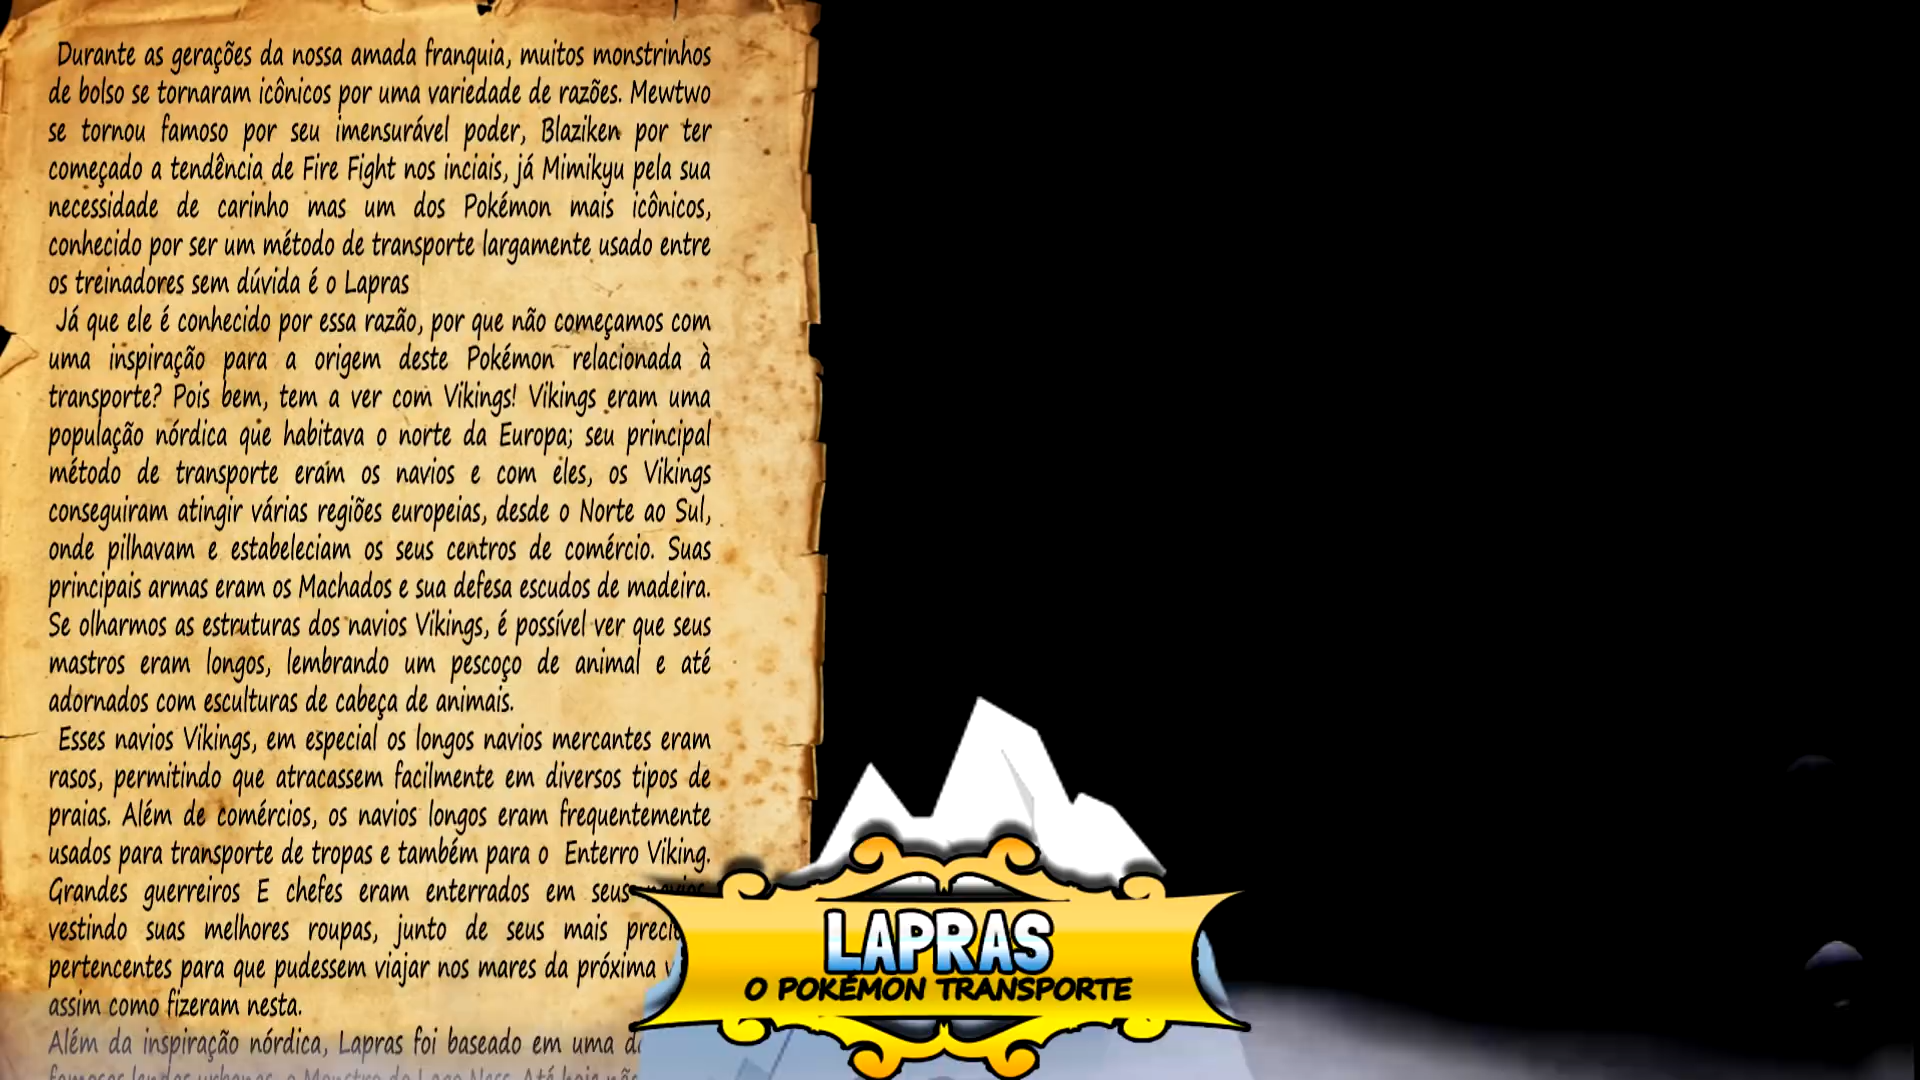 Durante as gerações da nossa amada franquia, muitos monstrinhos
de bolso se tornaram icônicos por uma variedade de razões. Mewtwo
se tornou famoso por seu imensurável poder, Blaziken por ter
começado a tendência de Fire Fight nos inciais, já Mimikyu pela sua
necessidade de carinho mas um dos Pokémon mais icônicos,
conhecido por ser um método de transporte largamente usado entre
os treinadores sem dúvida é o Lapras
Já que ele é conhecido por essa razão, por que não começamos com
uma inspiração para a origem deste Pokémon relacionada à
transporte? Pois bem, tem a ver com Vikings! Vikings eram uma
população nórdica que habitava o norte da Europa; seu principal
método de transporte eram os navios e com eles, os Vikings
conseguiram atingir várias regiões europeias, desde o Norte ao Sul,
onde pilhavam e estabeleciam os seus centros de comércio. Suas
principais armas eram os Machados e sua defesa escudos de madeira.
Se olharmos as estruturas dos navios Vikings, é possível ver que seus
mastros eram longos, lembrando um pescoço de animal e até
adornados com esculturas de cabeça de animais.
Esses navios Vikings, em especial os longos navios mercantes eram
rasos, permitindo que atracassem facilmente em diversos tipos de
praias. Além de comércios, os navios longos eram frequentemente
usados para transporte de tropas e também para o Enterro Viking.
Grandes guerreiros E chefes eram enterrados em seus
vestindo suas melhores roupas, junto de seus mais
pertencentes para que pudessem viajar nos mares da próxima
assim como fizeram nesta.
Além da inspiração nórdica, Lapras foi baseado em uma
LAPRAS
O POKÉMON TRANSPORTE